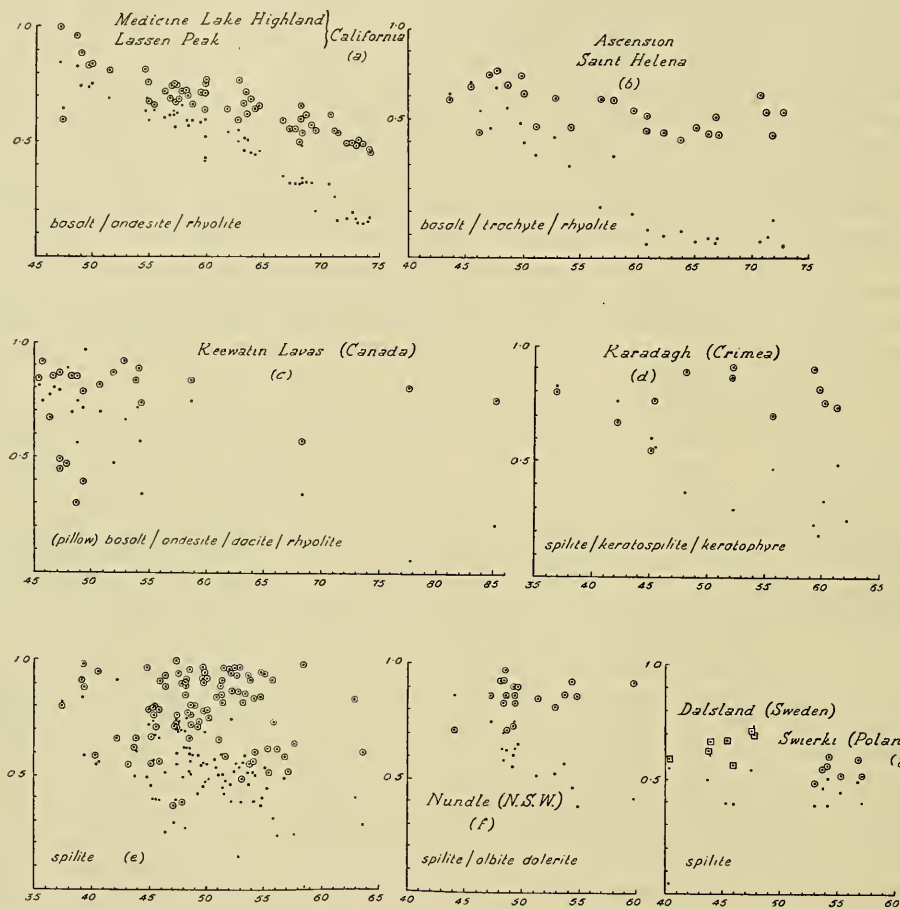 1.0
Medicine Lake Highland
Lassen Peak
} California
(a)
0.5
basalt / andesite / rhyolite
45 50 55 60 65 70 75
1.0
Ascension
Saint Helena
(b)
0.5
basalt / trachyte / rhyolite
40 45 50 55 60 65 70 75
1.0
Keewatin Lavas (Canada)
(c)
0.5
(pillow) basalt / andesite / dacite / rhyolite
45 50 55 60 65 70 75 80 85
1.0
Karadagh (Crimea)
(d)
0.5
spilite / keratospilite / keratophyre
35 40 45 50 55 60 65
1.0
0.5
spilite (e)
35 40 45 50 55 60 65
1.0
0.5
Nundle (N.S.W.)
(f)
spilite / albite dolerite
40 45 50 55 60
1.0
Dalsland (Sweden)
Swierki (Polan
0.5
spilite
40 45 50 55 60